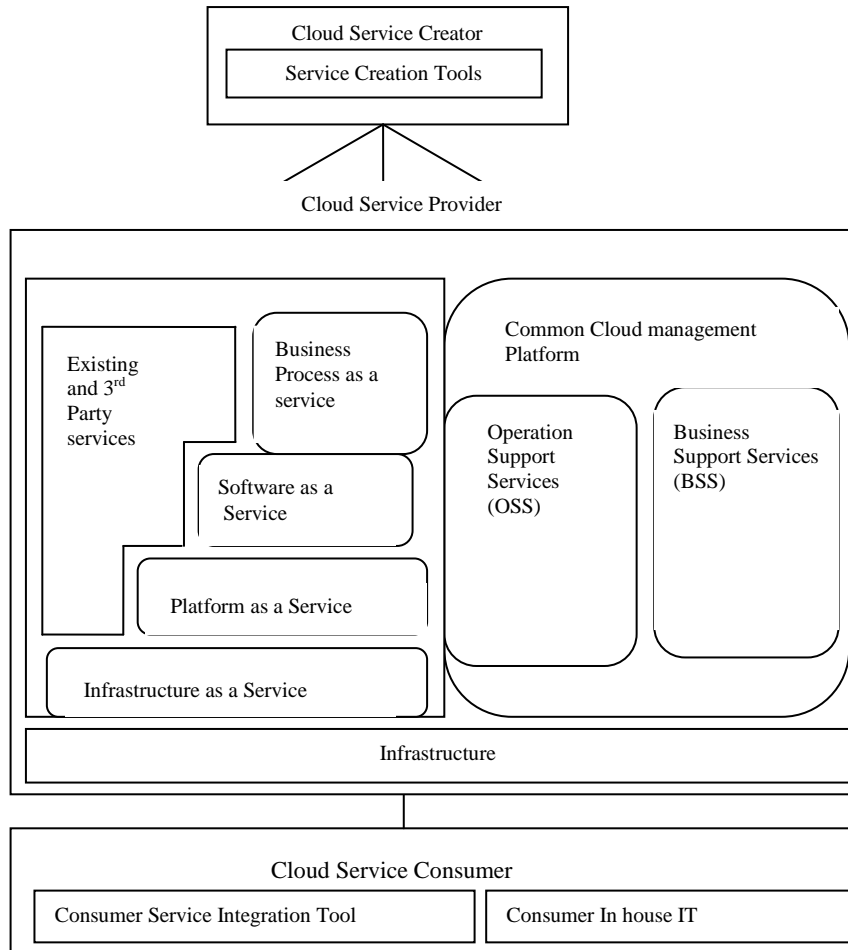 Cloud Service Creator
Service Creation Tools
Cloud Service Provider
Existing
and 3rd
Party
services
Business
Process as a
service
Software as a
Service
Platform as a Service
Infrastructure as a Service
Common Cloud management
Platform
Operation
Support
Services
(OSS)
Business
Support Services
(BSS)
Infrastructure
Cloud Service Consumer
Consumer Service Integration Tool
Consumer In house IT